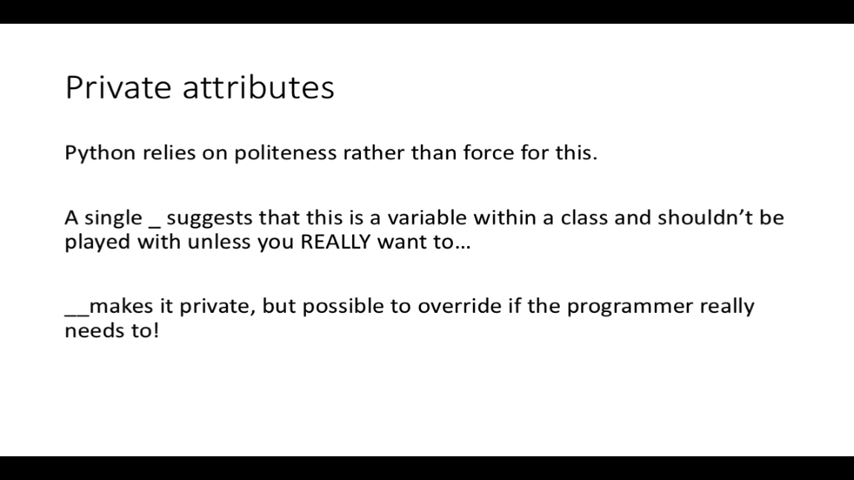 Private attributes
Python relies on politeness rather than force for this.
A single _ suggests that this is a variable within a class and shouldn’t be
played with unless you REALLY want to…
__makes it private, but possible to override if the programmer really
needs to!